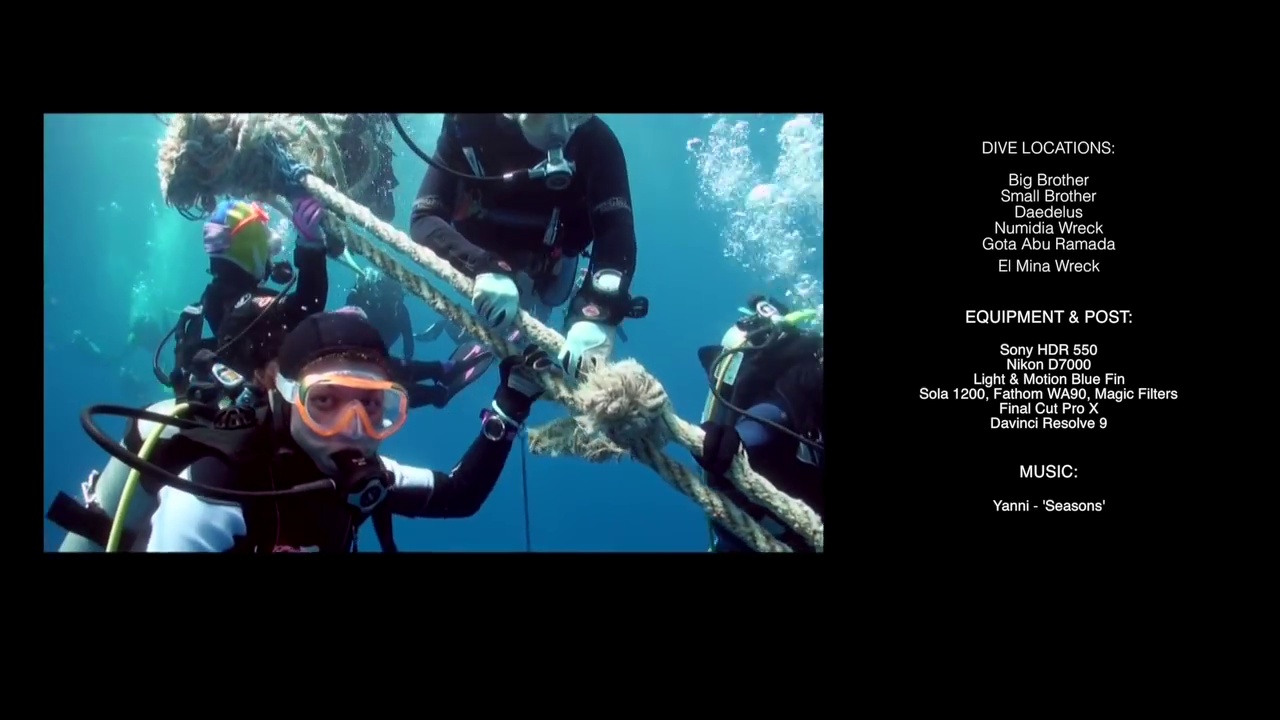 DIVE LOCATIONS:
Big Brother
Small Brother
Daedelus
Numidia Wreck
Gota Abu Ramada
El Mina Wreck
EQUIPMENT & POST:
Sony HDR 550
Nikon D7000
Light & Motion Blue Fin
Sola 1200, Fathom WA90, Magic Filters
Final Cut Pro X
Davinci Resolve 9
MUSIC:
Yanni - 'Seasons'